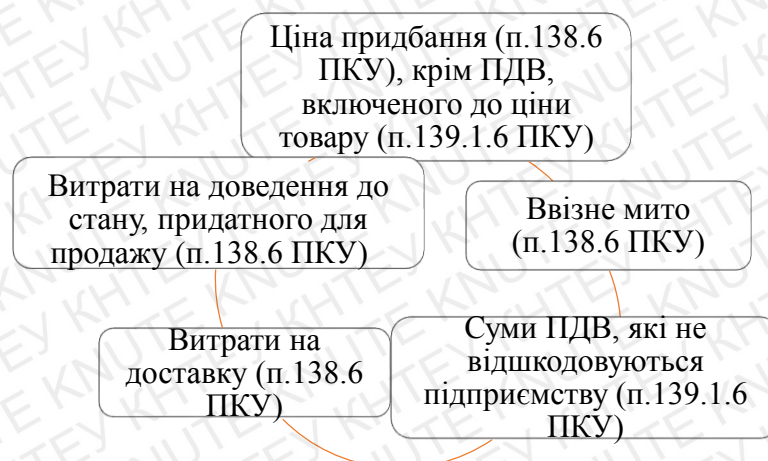 Ціна придбання (п.138.6
ПКУ), крім ПДВ,
включеного до ціни
товару (п.139.1.6 ПКУ)
Витрати на доведення до
стану, придатного для
продажу (п.138.6 ПКУ)
Ввізне мито
(п.138.6 ПКУ)
Витрати на
доставку (п.138.6
ПКУ)
Суми ПДВ, які не
відшкодовуються
підприємству (п.139.1.6
ПКУ)